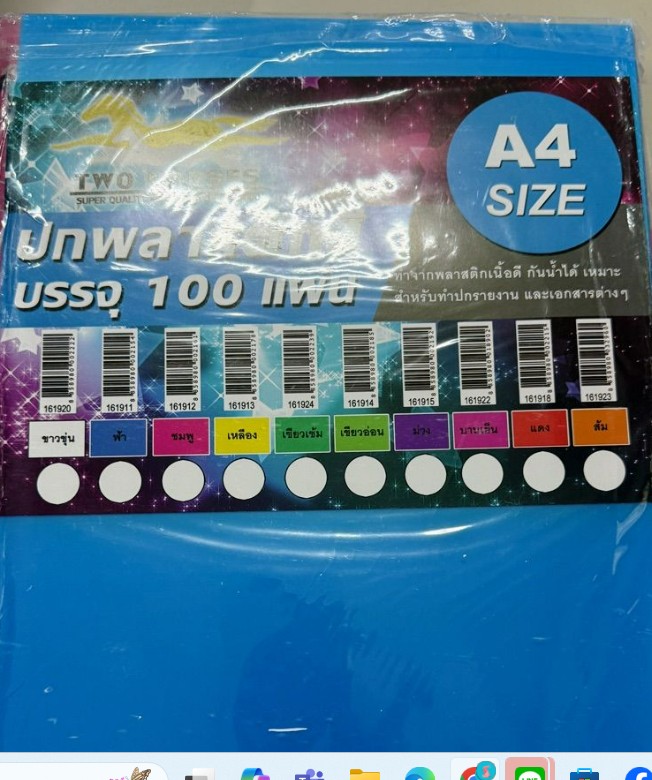 A4
SIZE
TWO
SUPER QUALITY
บรรจุ 100 แผ่น
ทำจากพลาสติกเนื้อดี กันน้ำได้ เหมาะ
สำหรับทำปกรายงาน และเอกสารต่างๆ
161920 161911 161912 161913 161924 161914 161915 161922 161918 161923
ขาวขุ่น ฟ้า ชมพู เหลือง เขียวเข้ม เขียวอ่อน ม่วง บานเย็น แดง ส้ม
LINE